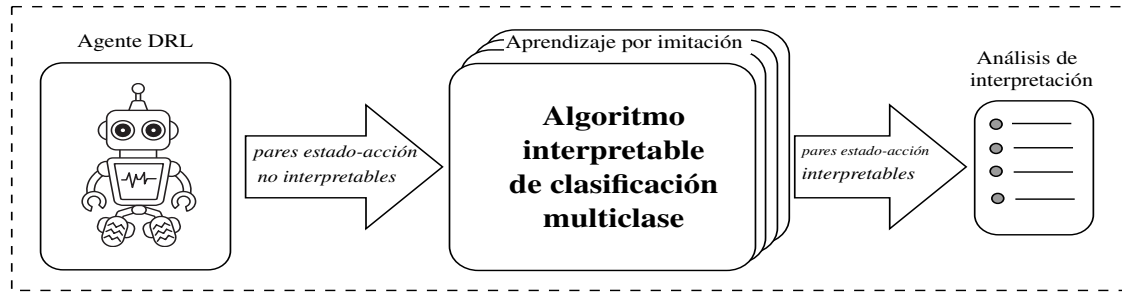 Agente DRL
pares estado-acción
no interpretables
Aprendizaje por imitación
Algoritmo
interpretable
de clasificación
multiclase
pares estado-acción
interpretables
Análisis de
interpretación